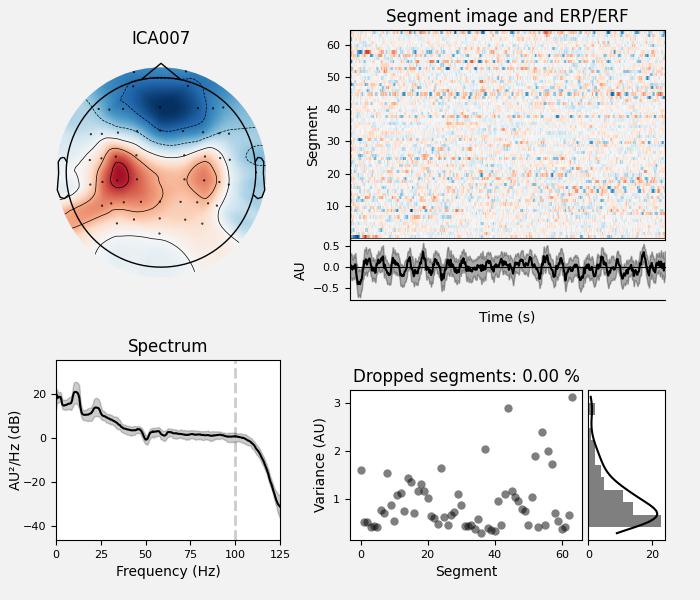 ICA007
Segment image and ERP/ERF
60
50
40
30
20
10
Segment
0.5
0.0
−0.5
AU
Time (s)
Spectrum
20
0
−20
−40
AU²/Hz (dB)
0 25 50 75 100 125
Frequency (Hz)
Dropped segments: 0.00 %
3
2
1
Variance (AU)
0 20 40 60
Segment
0 20